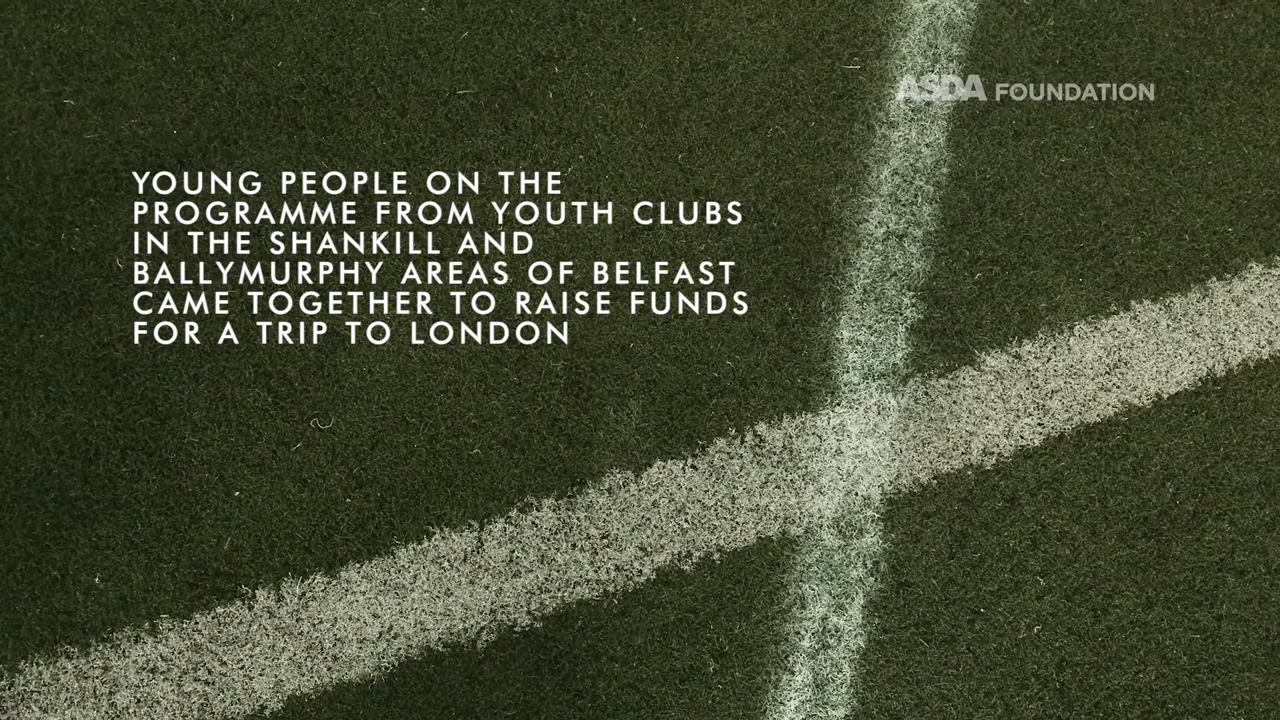 ASDA FOUNDATION
YOUNG PEOPLE ON THE
PROGRAMME FROM YOUTH CLUBS
IN THE SHANKILL AND
BALLYMURPHY AREAS OF BELFAST
CAME TOGETHER TO RAISE FUNDS
FOR A TRIP TO LONDON